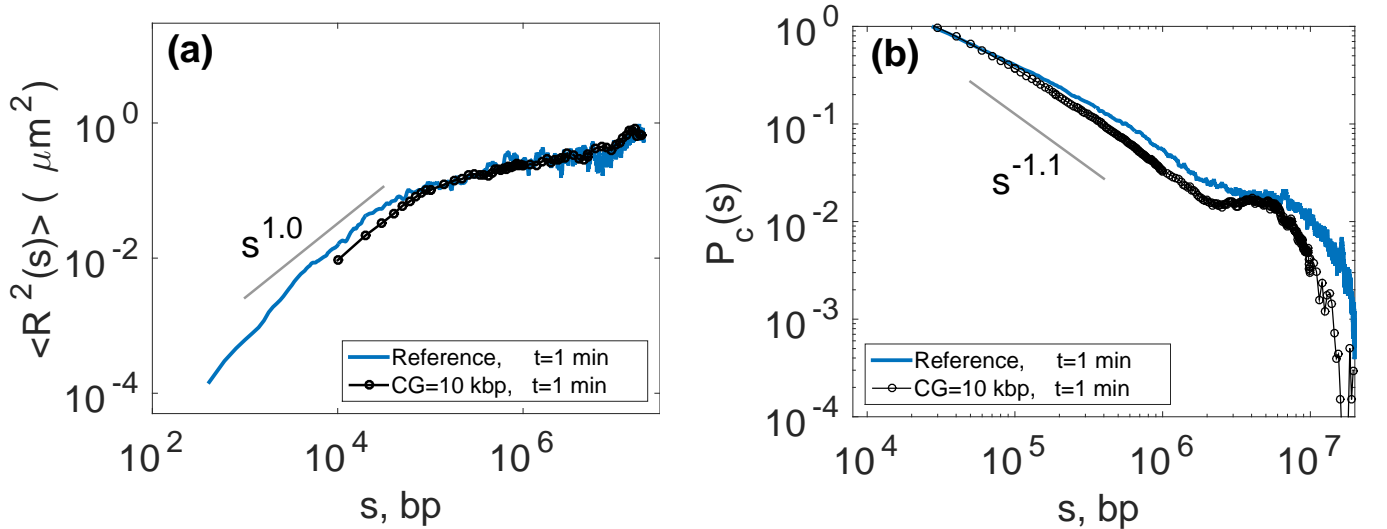 (a)
<R²(s)> ( μm²)
10⁰
10⁻²
10⁻⁴
s¹·⁰
Reference, t=1 min
CG=10 kbp, t=1 min
10² 10⁴ 10⁶
s, bp
(b)
P_c(s)
10⁰
10⁻¹
10⁻²
10⁻³
10⁻⁴
s⁻¹·¹
Reference, t=1 min
CG=10 kbp, t=1 min
10⁴ 10⁵ 10⁶ 10⁷
s, bp